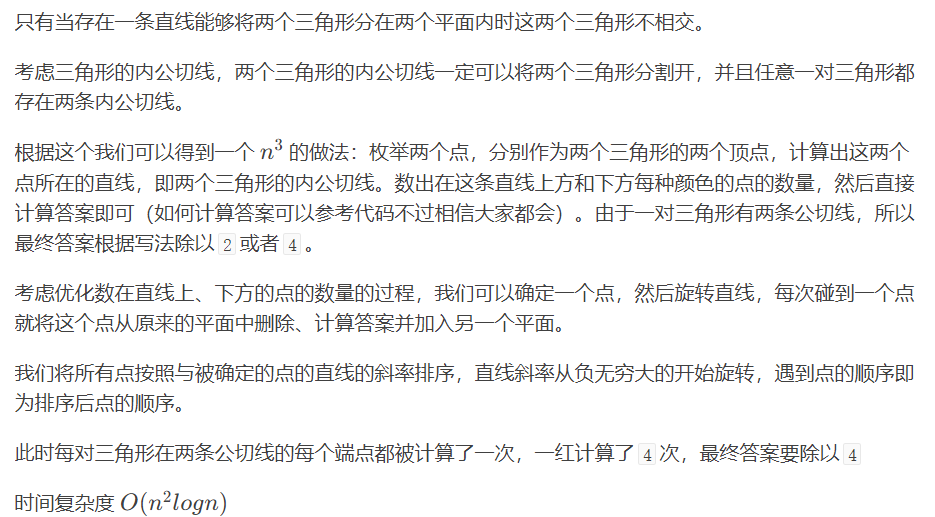 只有当存在一条直线能够将两个三角形分在两个平面内时这两个三角形不相交。
考虑三角形的内公切线，两个三角形的内公切线一定可以将两个三角形分割开，并且任意一对三角形都
存在两条内公切线。
根据这个我们可以得到一个 n³ 的做法：枚举两个点，分别作为两个三角形的两个顶点，计算出这两个
点所在的直线，即两个三角形的内公切线。数出在这条直线上方和下方每种颜色的点的数量，然后直接
计算答案即可（如何计算答案可以参考代码不过相信大家都会）。由于一对三角形有两条公切线，所以
最终答案根据写法除以 2 或者 4 。
考虑优化数在直线上、下方的点的数量的过程，我们可以确定一个点，然后旋转直线，每次碰到一个点
就将这个点从原来的平面中删除、计算答案并加入另一个平面。
我们将所有点按照与被确定的点的直线的斜率排序，直线斜率从负无穷大的开始旋转，遇到点的顺序即
为排序后点的顺序。
此时每对三角形在两条公切线的每个端点都被计算了一次，一红计算了 4 次，最终答案要除以 4
时间复杂度 O(n²logn)